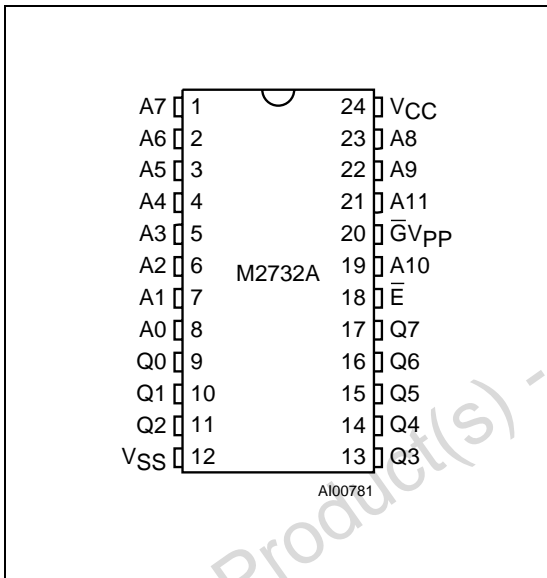 A7 1 24 VCC
A6 2 23 A8
A5 3 22 A9
A4 4 21 A11
A3 5 20 G̅VPP
A2 6 19 A10
M2732A
A1 7 18 E̅
A0 8 17 Q7
Q0 9 16 Q6
Q1 10 15 Q5
Q2 11 14 Q4
VSS 12 13 Q3
AI00781
Product(s) -